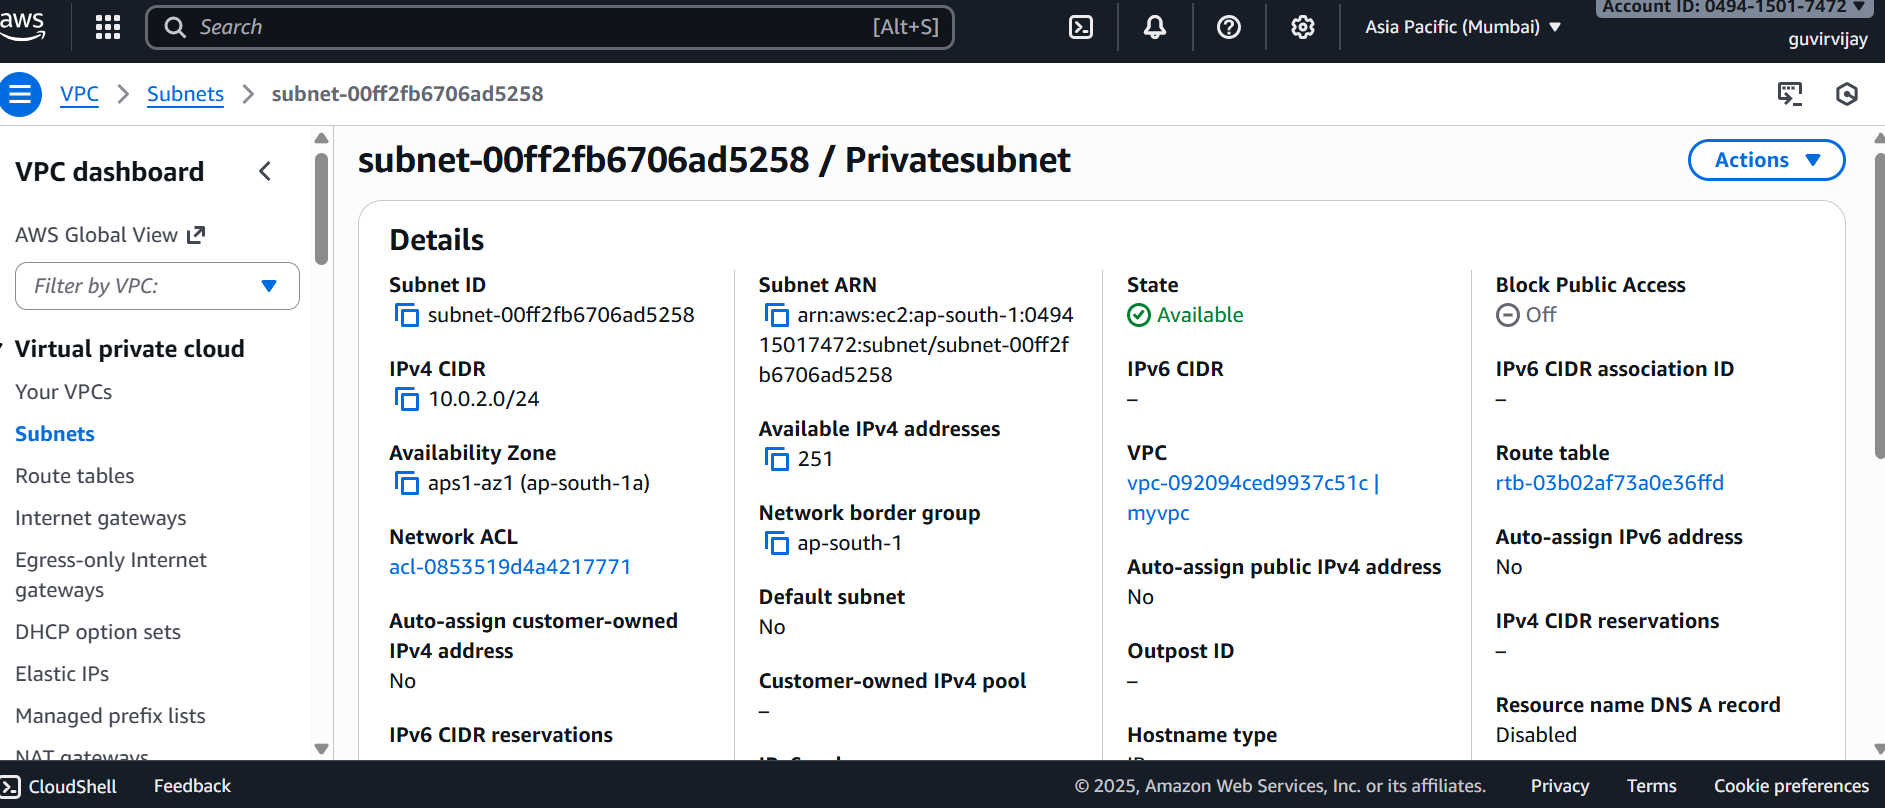 aws
Search
[Alt+S]
Asia Pacific (Mumbai)
Account ID: 0494-1501-7472
guvirvijay
VPC
Subnets
subnet-00ff2fb6706ad5258
VPC dashboard
AWS Global View
Filter by VPC:
Virtual private cloud
Your VPCs
Subnets
Route tables
Internet gateways
Egress-only Internet
gateways
DHCP option sets
Elastic IPs
Managed prefix lists
NAT gateways
subnet-00ff2fb6706ad5258 / Privatesubnet
Actions
Details
Subnet ID
subnet-00ff2fb6706ad5258
IPv4 CIDR
10.0.2.0/24
Availability Zone
aps1-az1 (ap-south-1a)
Network ACL
acl-0853519d4a4217771
Auto-assign customer-owned
IPv4 address
No
IPv6 CIDR reservations
Subnet ARN
arn:aws:ec2:ap-south-1:0494
15017472:subnet/subnet-00ff2f
b6706ad5258
Available IPv4 addresses
251
Network border group
ap-south-1
Default subnet
No
Customer-owned IPv4 pool
–
State
Available
IPv6 CIDR
–
VPC
vpc-092094ced9937c51c |
myvpc
Auto-assign public IPv4 address
No
Outpost ID
–
Hostname type
Block Public Access
Off
IPv6 CIDR association ID
–
Route table
rtb-03b02af73a0e36ffd
Auto-assign IPv6 address
No
IPv4 CIDR reservations
–
Resource name DNS A record
Disabled
CloudShell
Feedback
© 2025, Amazon Web Services, Inc. or its affiliates.
Privacy
Terms
Cookie preferences